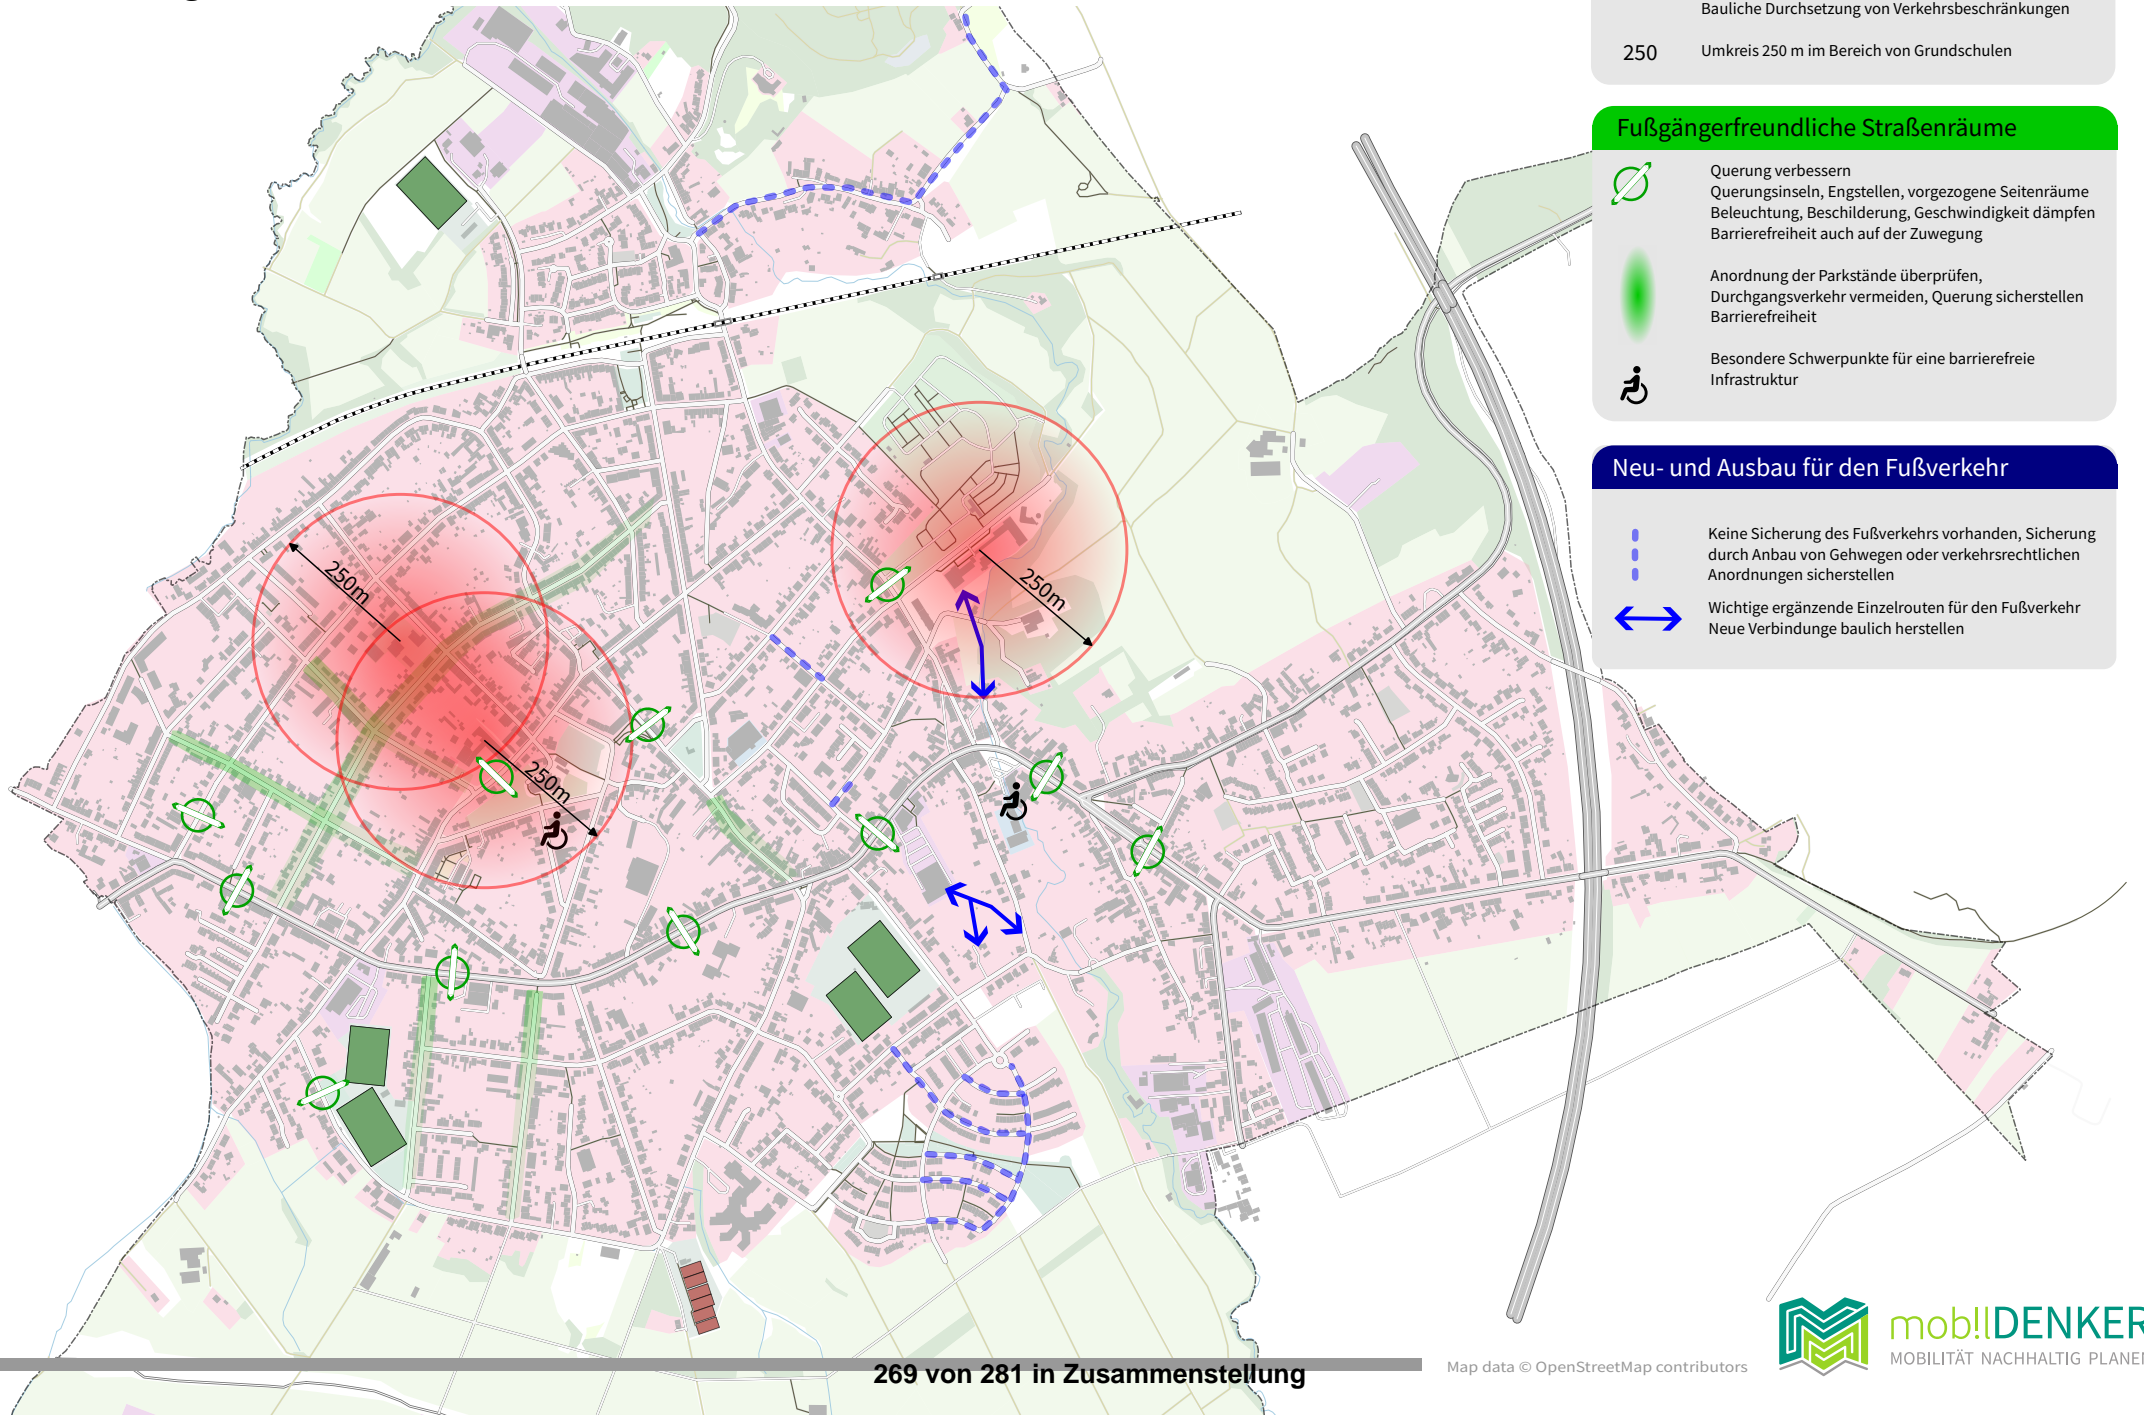 Bauliche Durchsetzung von Verkehrsbeschränkungen
250 Umkreis 250 m im Bereich von Grundschulen
Fußgängerfreundliche Straßenräume
Querung verbessern
Querungsinseln, Engstellen, vorgezogene Seitenräume
Beleuchtung, Beschilderung, Geschwindigkeit dämpfen
Barrierefreiheit auch auf der Zuwegung
Anordnung der Parkstände überprüfen,
Durchgangsverkehr vermeiden, Querung sicherstellen
Barrierefreiheit
Besondere Schwerpunkte für eine barrierefreie
Infrastruktur
Neu- und Ausbau für den Fußverkehr
Keine Sicherung des Fußverkehrs vorhanden, Sicherung
durch Anbau von Gehwegen oder verkehrsrechtlichen
Anordnungen sicherstellen
Wichtige ergänzende Einzelrouten für den Fußverkehr
Neue Verbindunge baulich herstellen
250m
250m
250m
269 von 281 in Zusammenstellung
Map data © OpenStreetMap contributors
mob!lDENKER
MOBILITÄT NACHHALTIG PLANEN